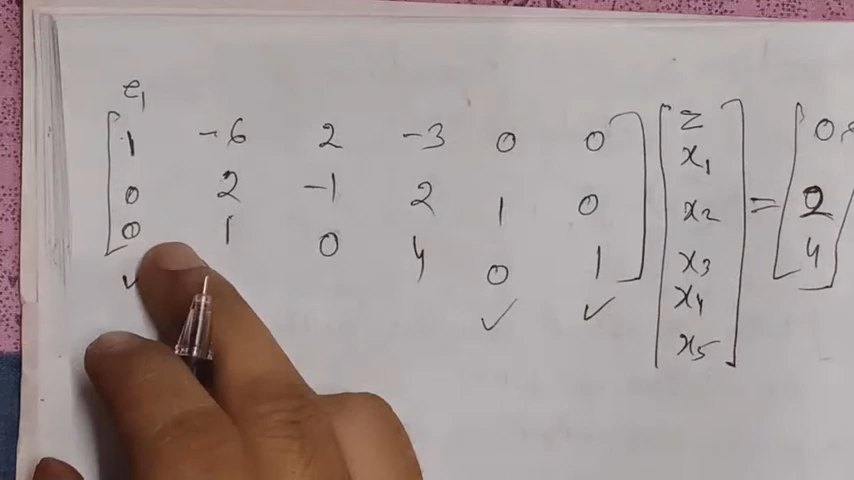 e₁
[ 1 -6 2 -3 0 0 ] [ z ] = [ 0
0 2 -1 2 1 0 x₁ 2
0 1 0 4 0 1 x₂ 4 ]
✓ ✓ ✓ x₃
x₄
x₅